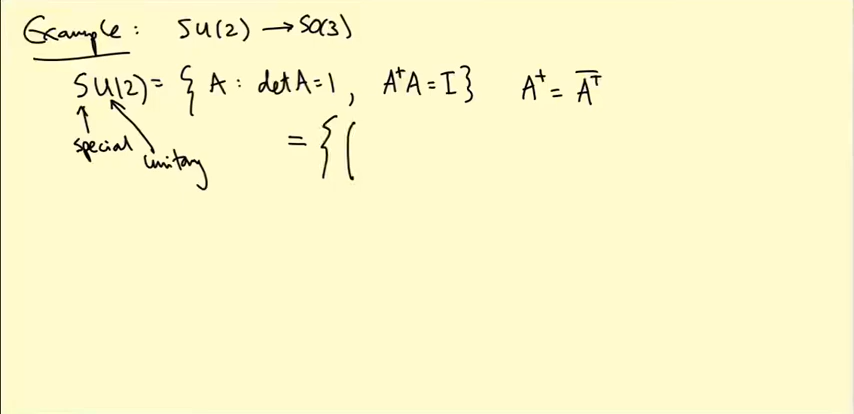 Example: SU(2) → SO(3)
SU(2) = { A : det A = 1, A†A = I } A† = A̅ᵀ
special unitary = { (